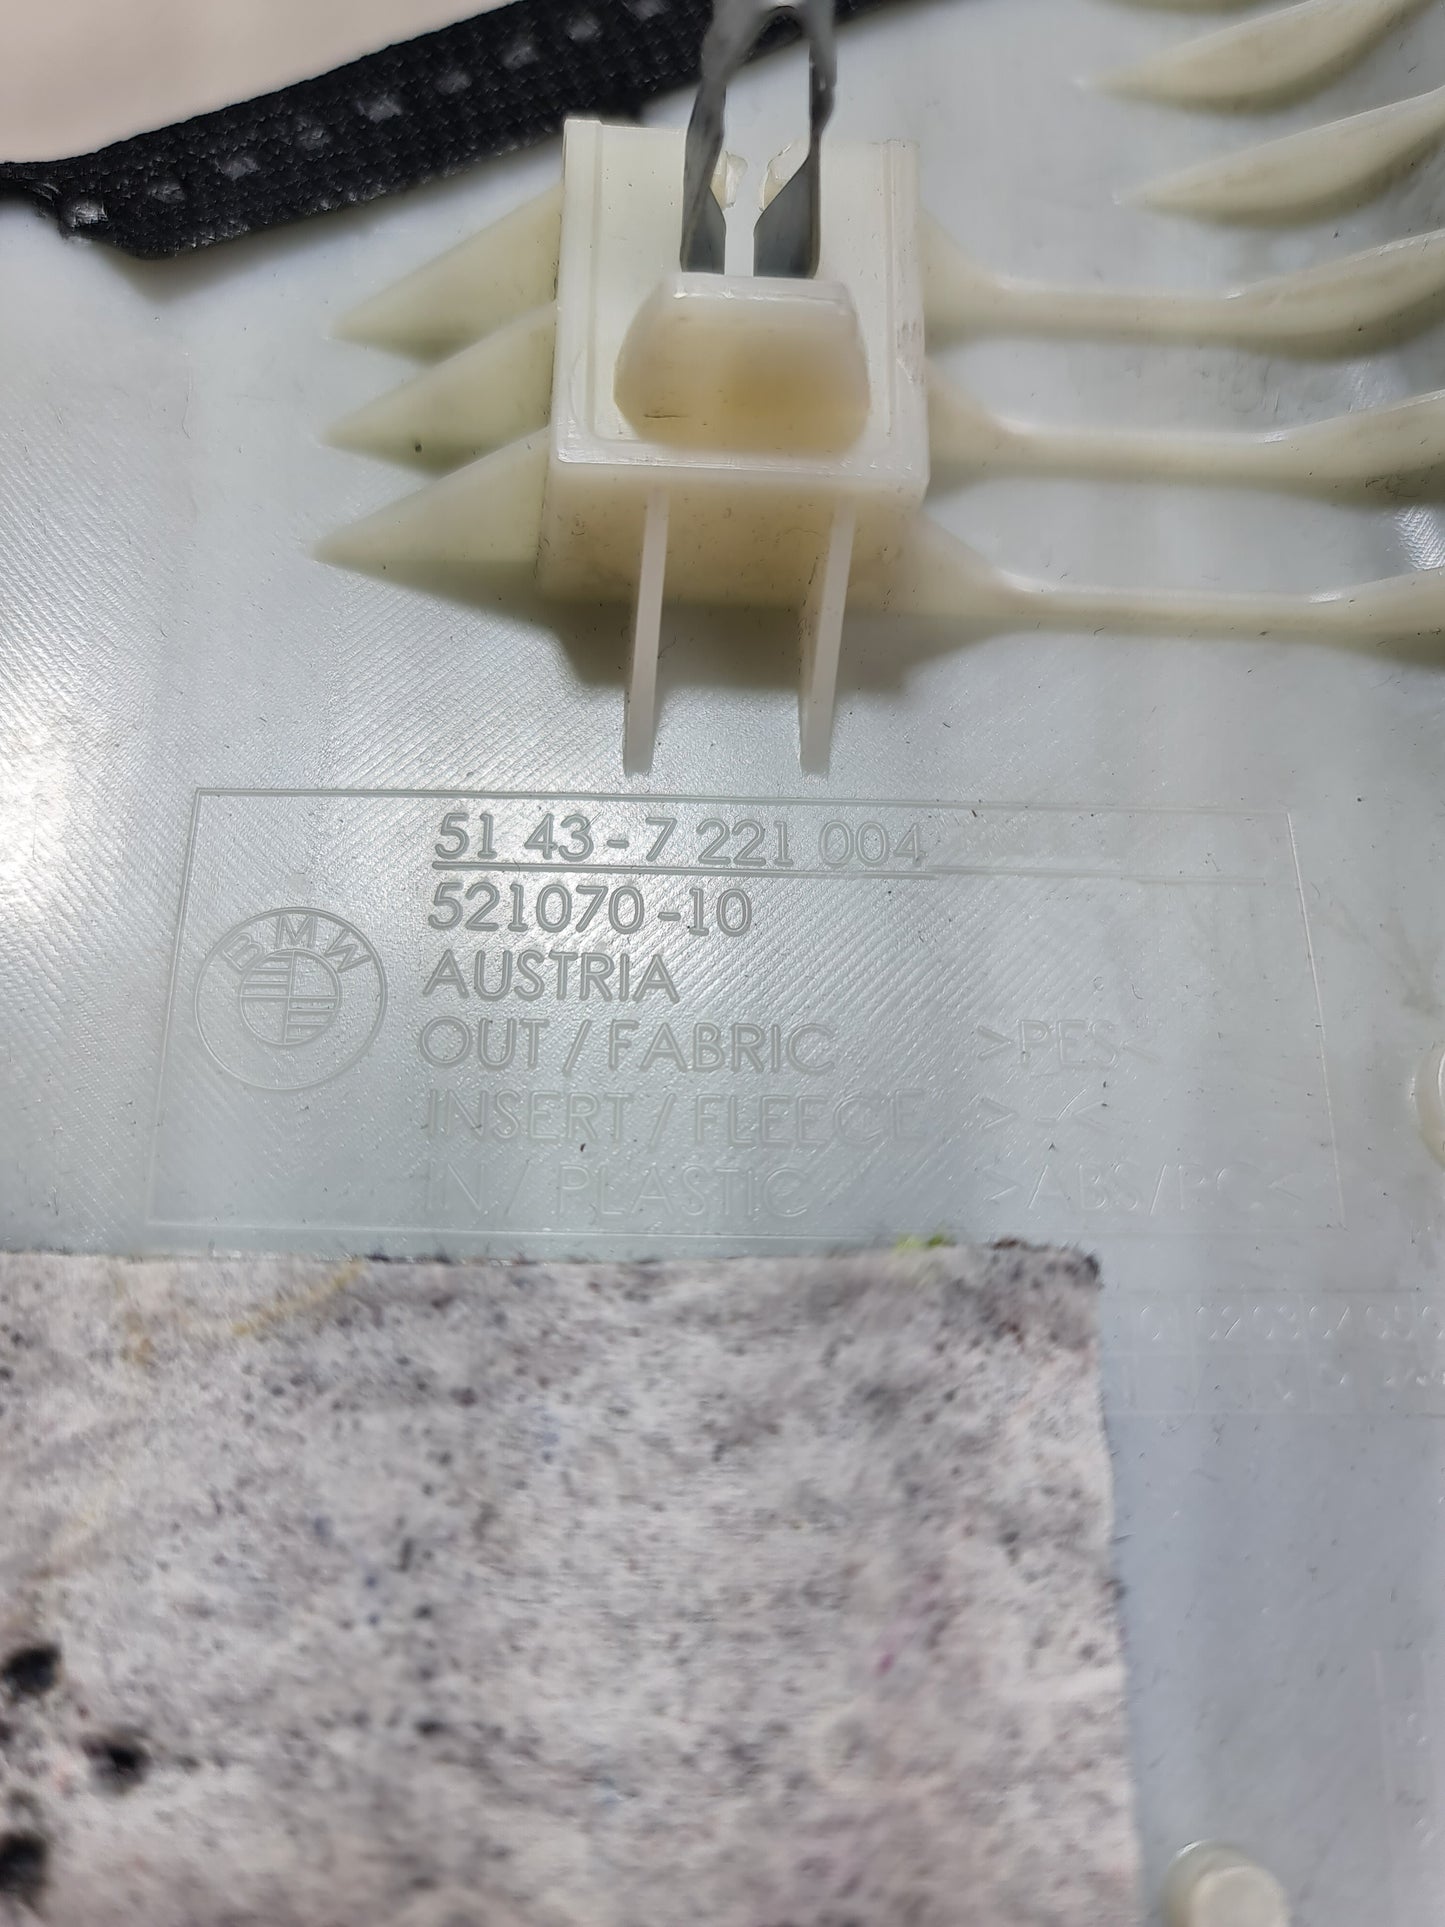 51 43-7 221 004
521070-10
AUSTRIA
BMW
OUT/FABRIC >PES<
INSERT/FLEECE >-<
IN/PLASTIC >ABS/PC<